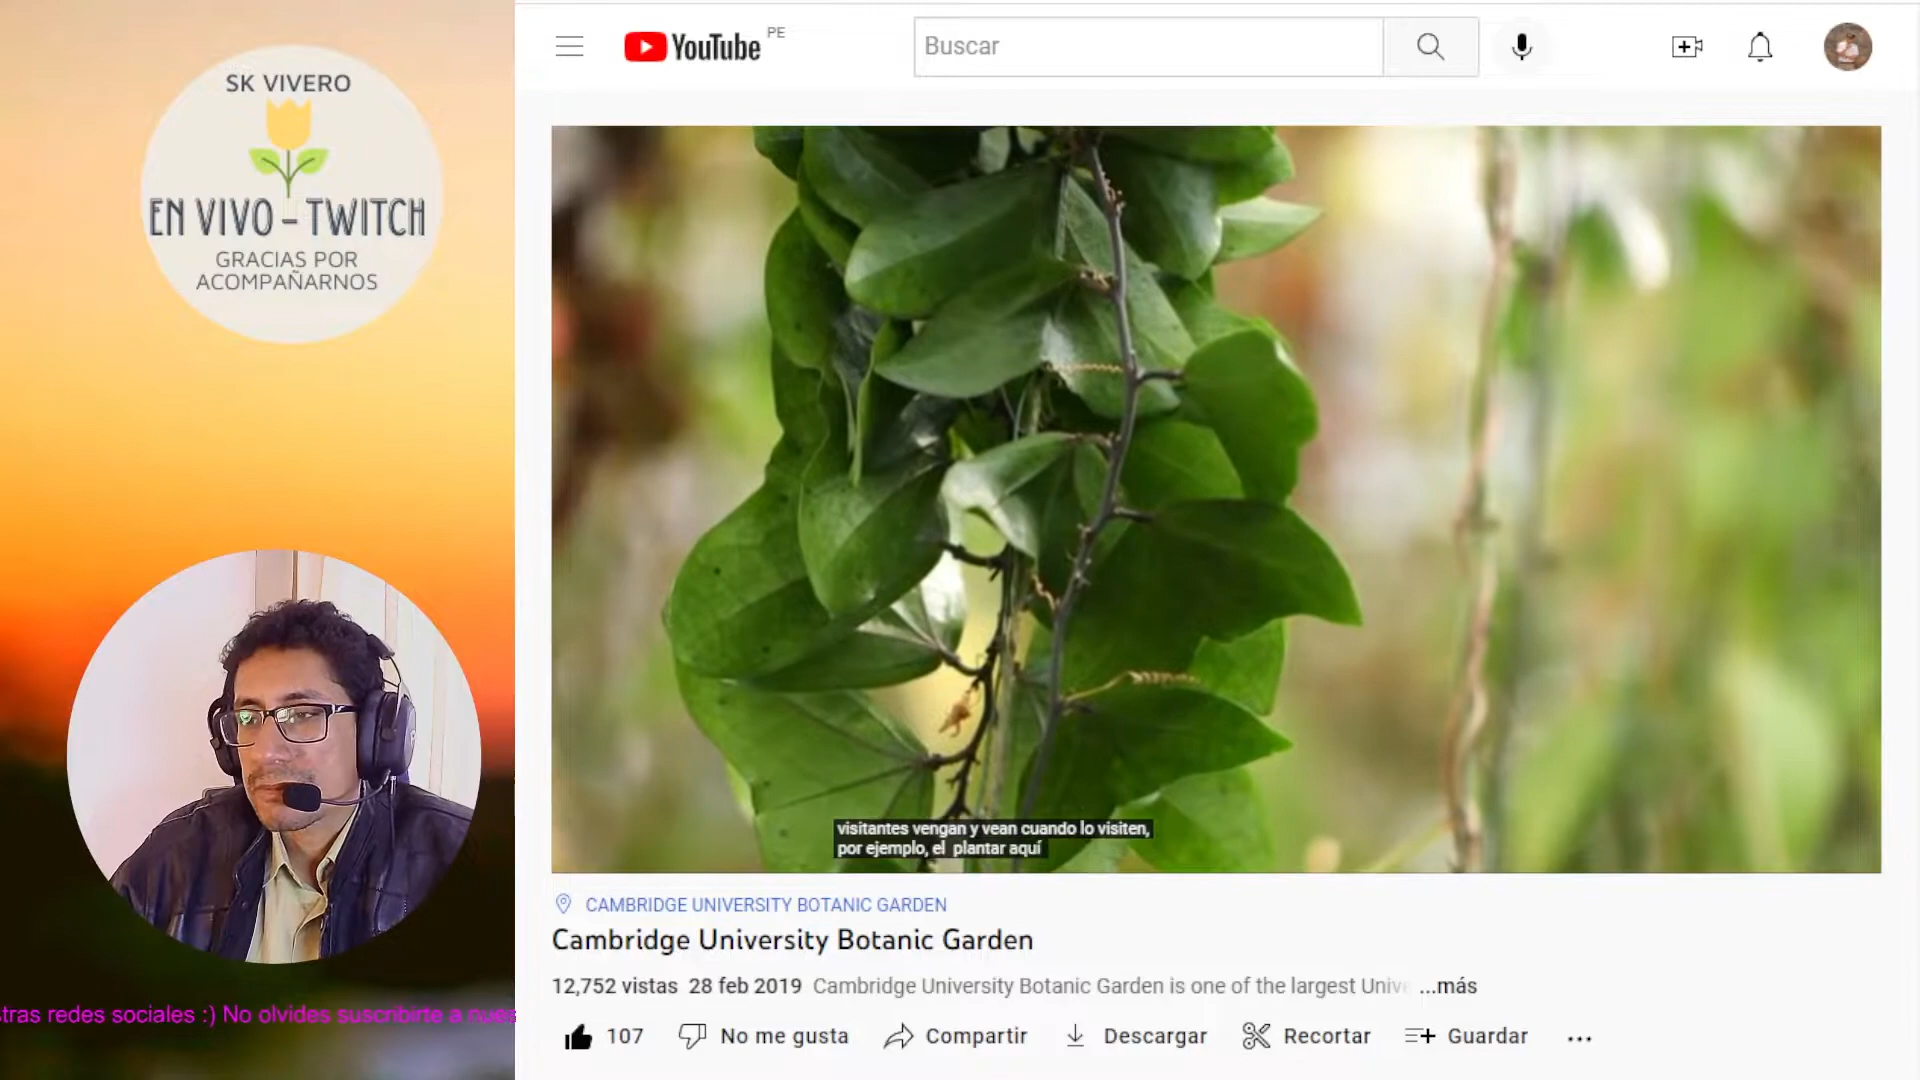 SK VIVERO
EN VIVO - TWITCH
GRACIAS POR
ACOMPAÑARNOS
stras redes sociales :) No olvides suscribirte a nues
YouTube PE
Buscar
visitantes vengan y vean cuando lo visiten,
por ejemplo, el plantar aquí
CAMBRIDGE UNIVERSITY BOTANIC GARDEN
Cambridge University Botanic Garden
12,752 vistas 28 feb 2019 Cambridge University Botanic Garden is one of the largest Unive ...más
107 No me gusta Compartir Descargar Recortar Guardar ...